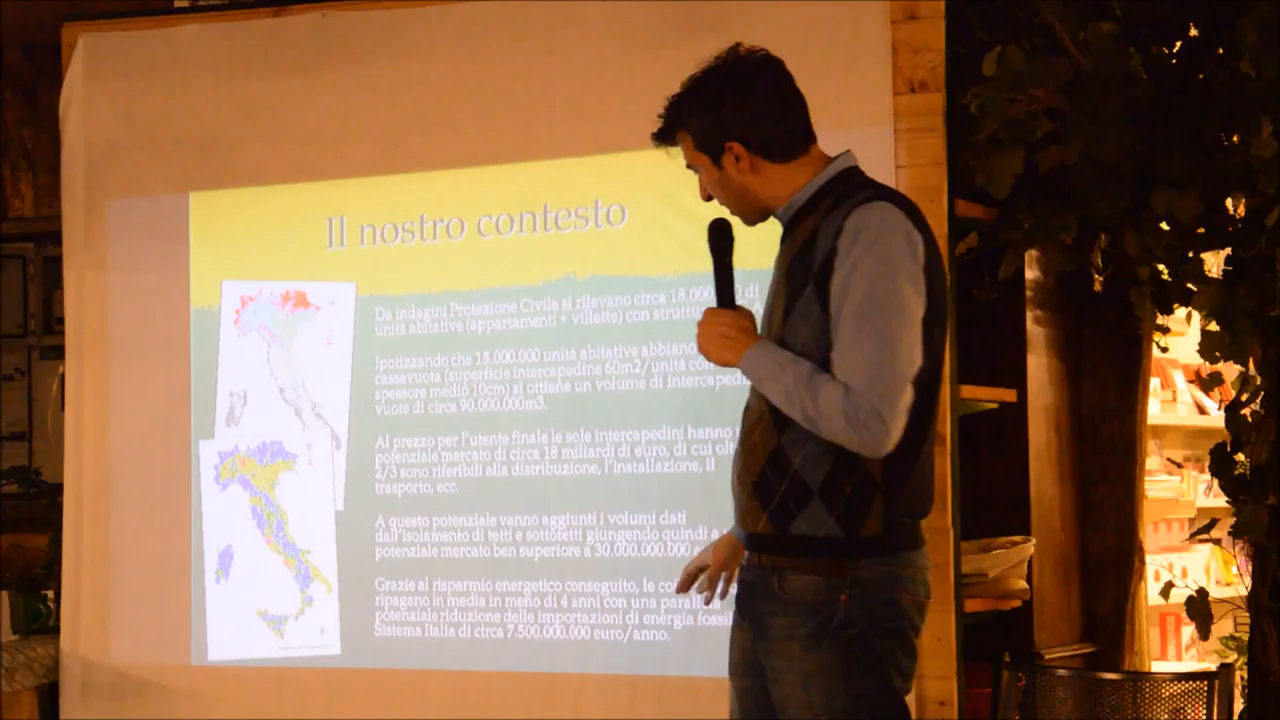 Il nostro contesto
Da indagini Protezione Civile si rilevano circa 18.000 di
unità abitative (appartamenti + villette) con
Ipotizzando che 15.000.000 unità abitative abbiano
cassavuota (superficie intercapedine 60m2/unità con
spessore medio 10cm) si ottiene un volume di
vuote di circa 90.000.000m3.
Al prezzo per l'utente finale le sole intercapedini hanno
potenziale mercato di circa 18 miliardi di euro, di cui
2/3 sono riferibili alla distribuzione, l'installazione, il
trasporto, ecc.
A questo potenziale vanno aggiunti i volumi dati
dall'isolamento di tetti e sottotetti giungendo quindi a
potenziale mercato ben superiore a 30.000.000.000
Grazie al risparmio energetico conseguito, le
ripagano in media in meno di 4 anni con una
potenziale riduzione delle importazioni di energia
Sistema Italia di circa 7.500.000.000 euro/anno.